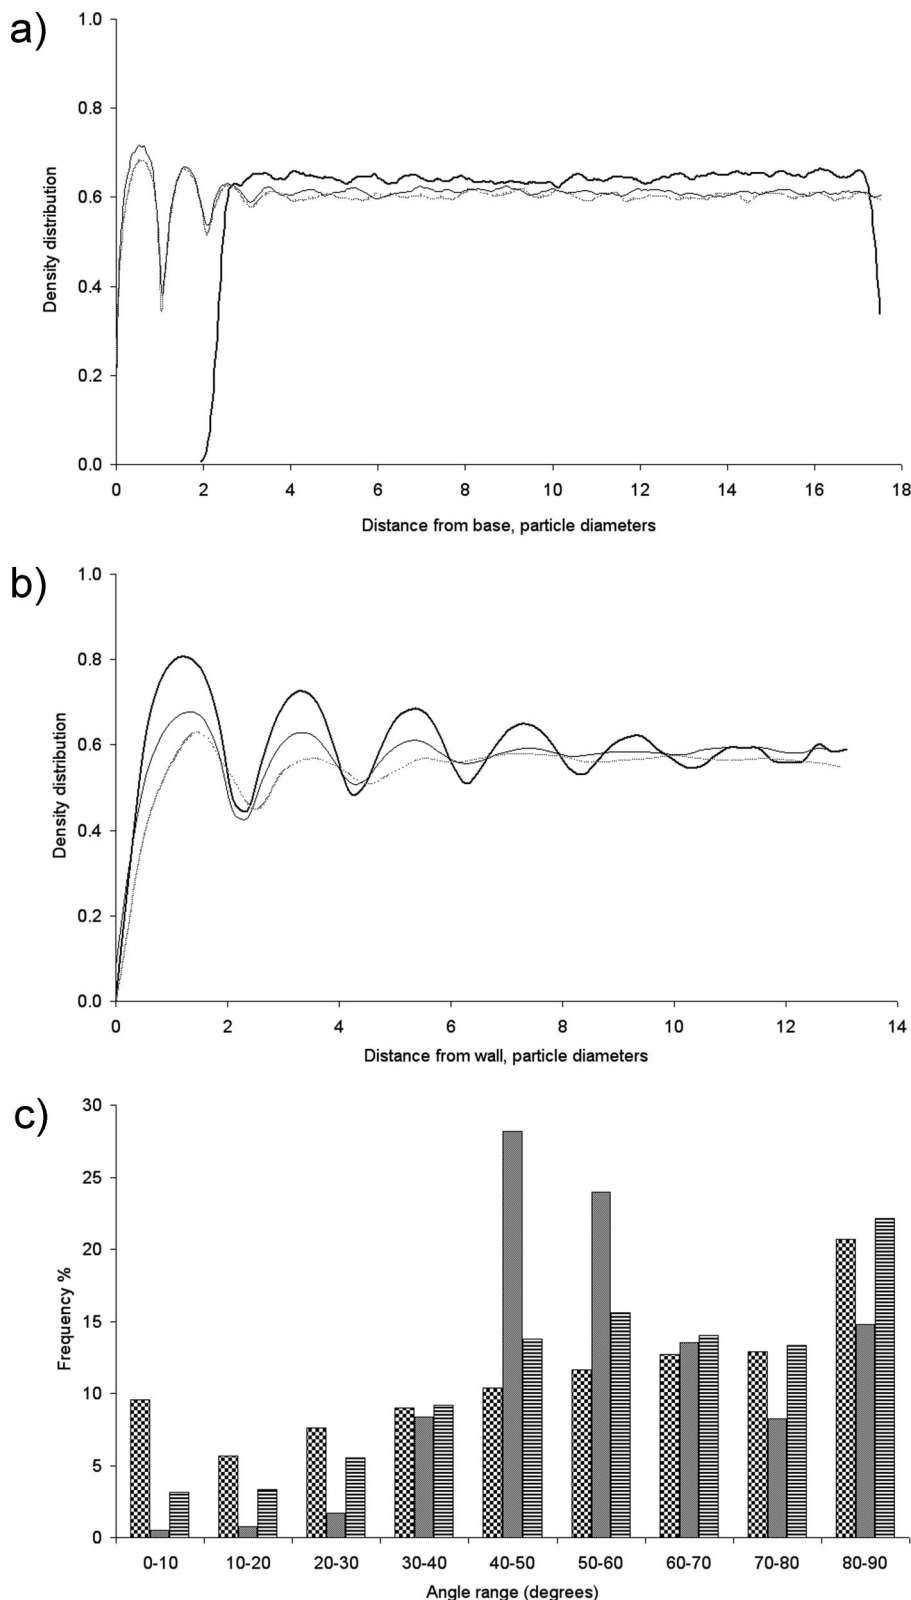 a)
1.0
0.8
0.6
0.4
0.2
0.0
Density distribution
0 2 4 6 8 10 12 14 16 18
Distance from base, particle diameters
b)
1.0
0.8
0.6
0.4
0.2
0.0
Density distribution
0 2 4 6 8 10 12 14
Distance from wall, particle diameters
c)
30
25
20
15
10
5
0
Frequency %
0-10 10-20 20-30 30-40 40-50 50-60 60-70 70-80 80-90
Angle range (degrees)